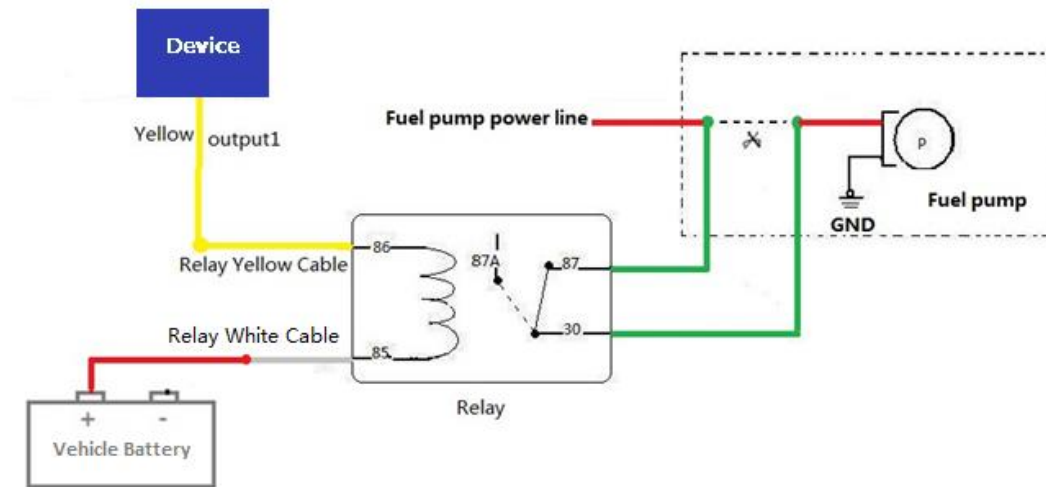 Device
Yellow
output1
Fuel pump power line
P
Fuel pump
GND
Relay Yellow Cable
86
87A
87
Relay White Cable
85
30
Relay
+ -
Vehicle Battery